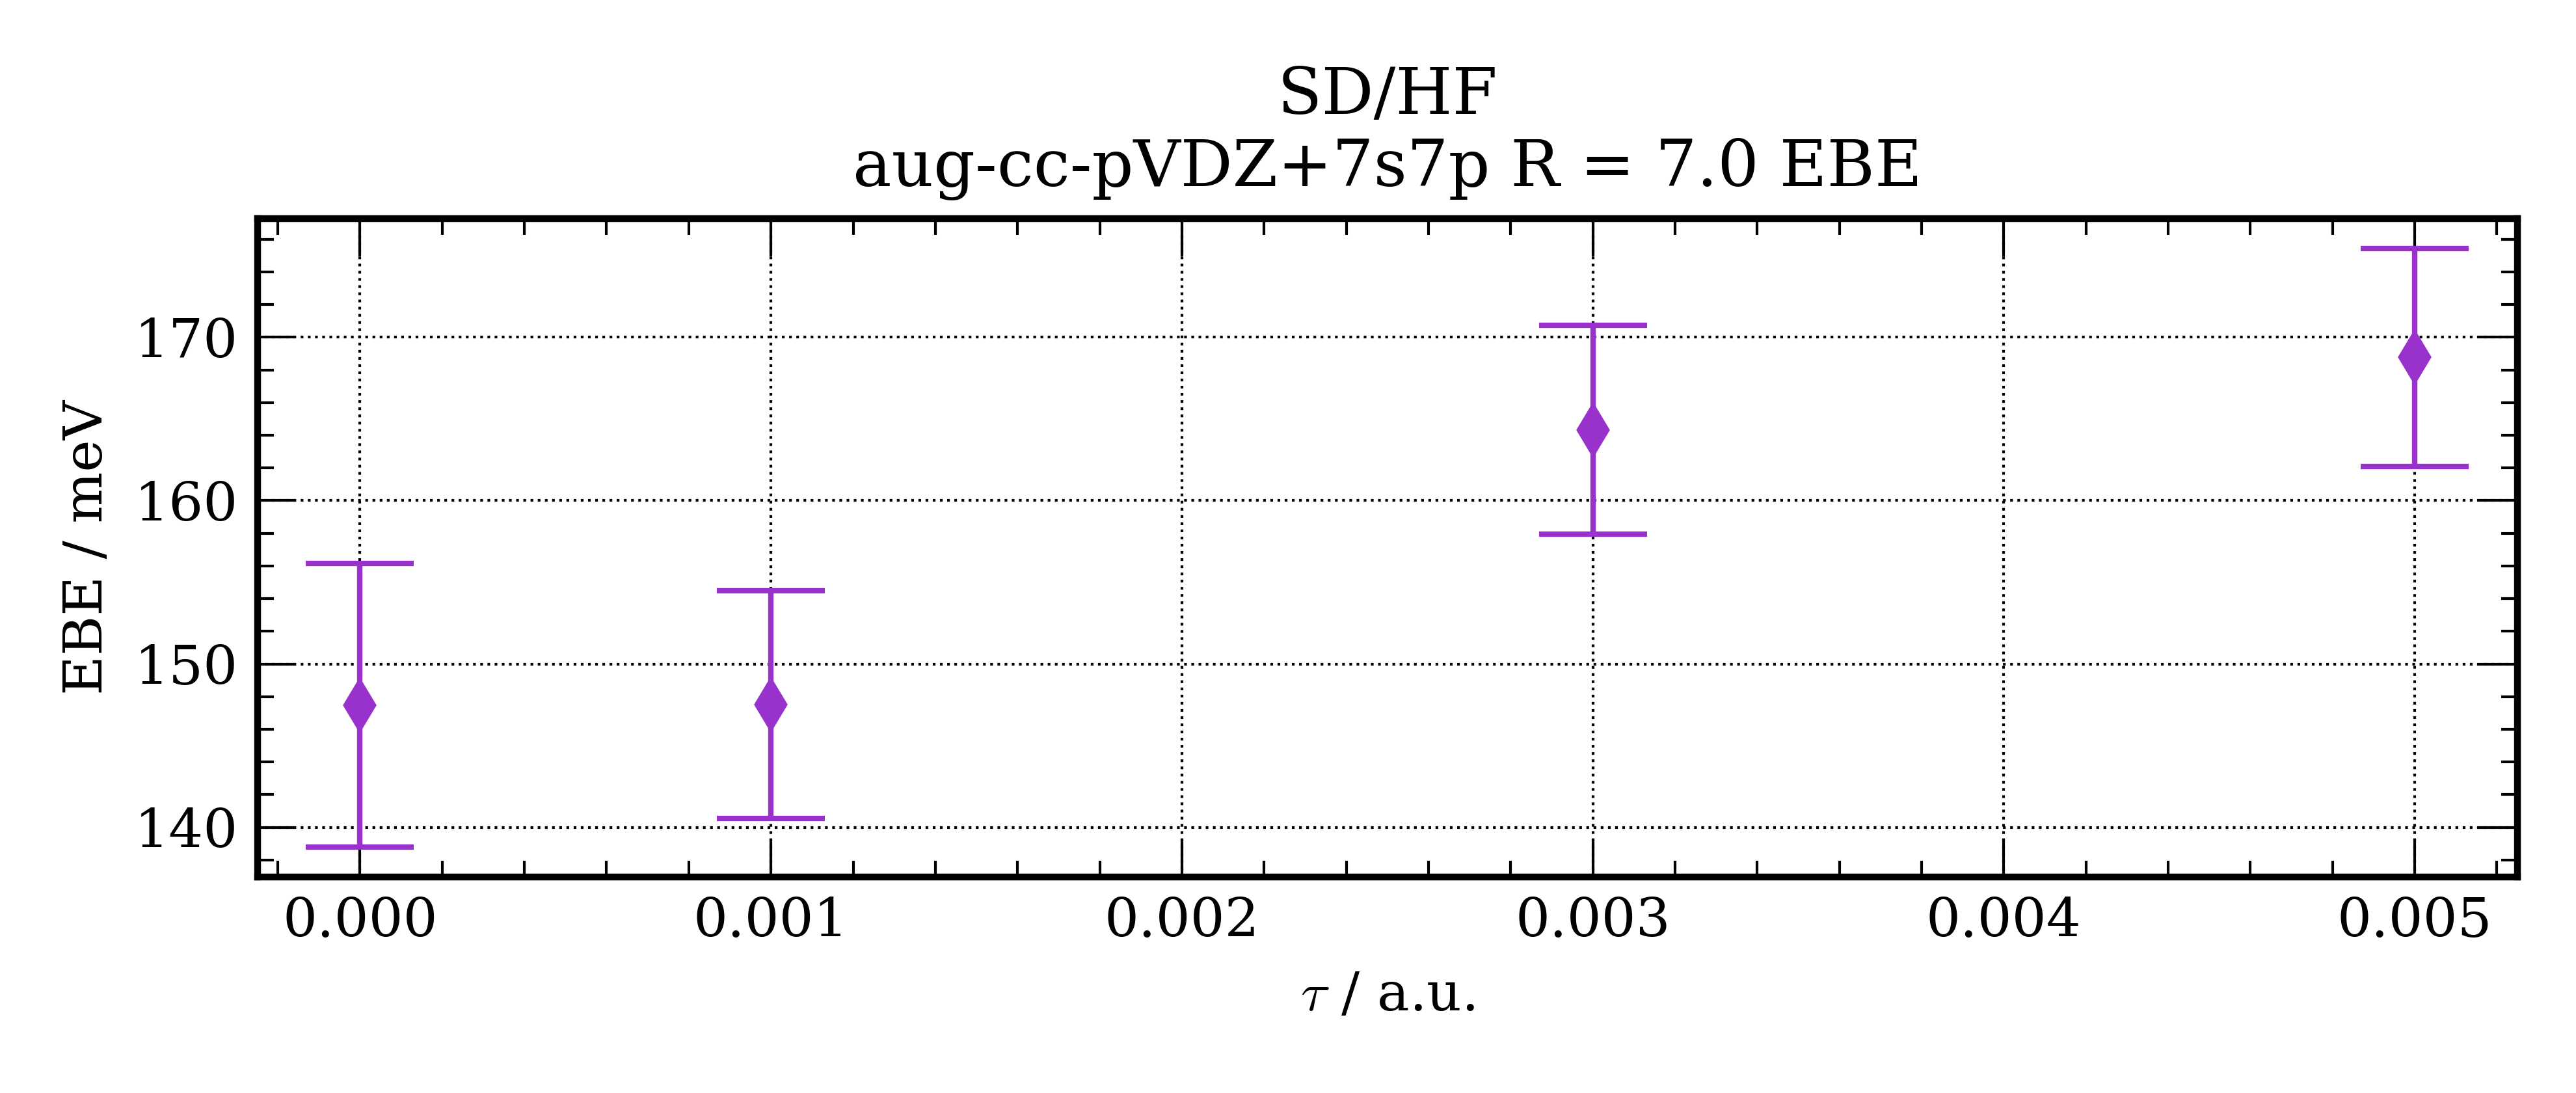 SD/HF
aug-cc-pVDZ+7s7p R = 7.0 EBE
EBE / meV
170
160
150
140
0.000 0.001 0.002 0.003 0.004 0.005
τ / a.u.